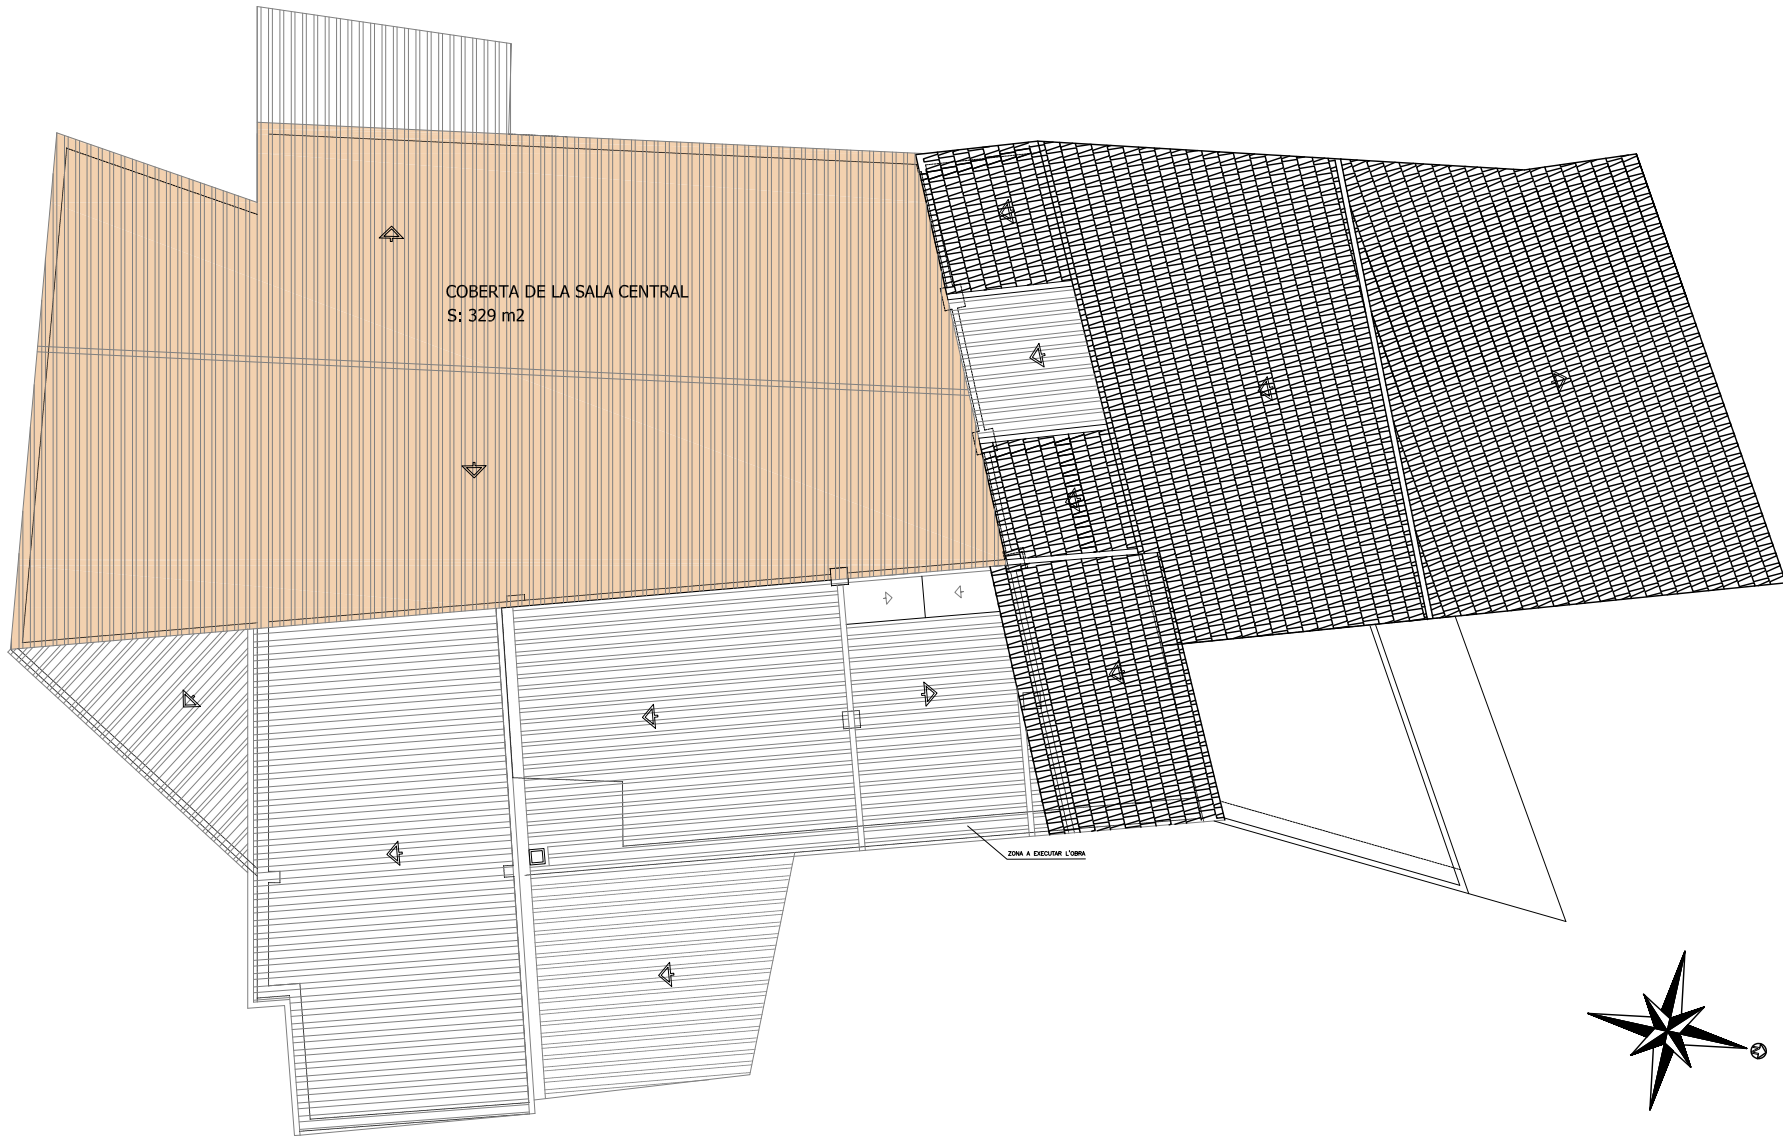 COBERTA DE LA SALA CENTRAL
S: 329 m2
ZONA A EXECUTAR L'OBRA
N